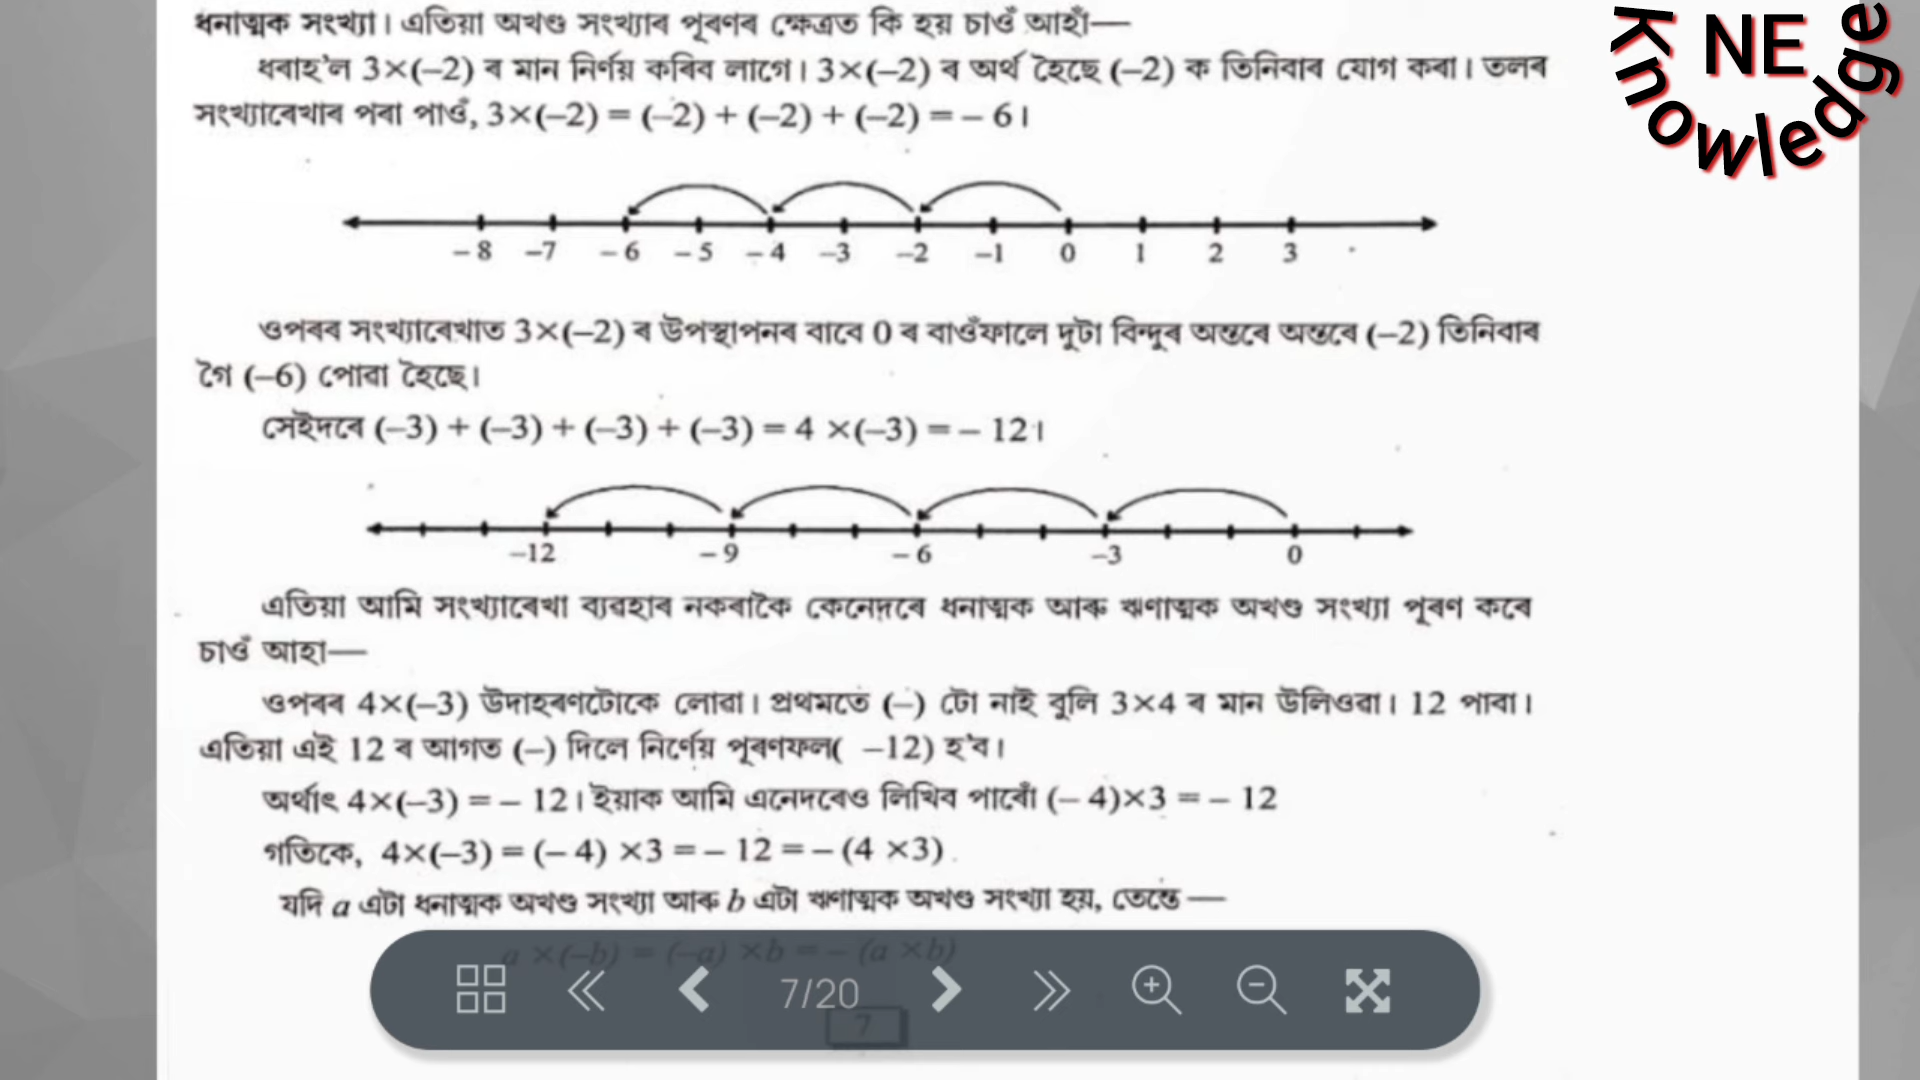 ধনাত্মক সংখ্যা। এতিয়া অখণ্ড সংখ্যাৰ পূৰণৰ ক্ষেত্ৰত কি হয় চাওঁ আহাঁ—
NE
Knowledge
ধৰাহ'ল 3×(–2) ৰ মান নিৰ্ণয় কৰিব লাগে। 3×(–2) ৰ অৰ্থ হৈছে (–2) ক তিনিবাৰ যোগ কৰা। তলৰ
সংখ্যাৰেখাৰ পৰা পাওঁ, 3×(–2) = (–2) + (–2) + (–2) = – 6।
– 8 –7 – 6 – 5 – 4 –3 –2 –1 0 1 2 3
ওপৰৰ সংখ্যাৰেখাত 3×(–2) ৰ উপস্থাপনৰ বাবে 0 ৰ বাওঁফালে দুটা বিন্দুৰ অন্তৰে অন্তৰে (–2) তিনিবাৰ
গৈ (–6) পোৱা হৈছে।
সেইদৰে (–3) + (–3) + (–3) + (–3) = 4 ×(–3) = – 12।
–12 – 9 – 6 –3 0
এতিয়া আমি সংখ্যাৰেখা ব্যৱহাৰ নকৰাকৈ কেনেদৰে ধনাত্মক আৰু ঋণাত্মক অখণ্ড সংখ্যা পূৰণ কৰে
চাওঁ আহা—
ওপৰৰ 4×(–3) উদাহৰণটোকে লোৱা। প্ৰথমতে (–) টো নাই বুলি 3×4 ৰ মান উলিওৱা। 12 পাবা।
এতিয়া এই 12 ৰ আগত (–) দিলে নিৰ্ণেয় পূৰণফল( –12) হ'ব।
অৰ্থাৎ 4×(–3) = – 12। ইয়াক আমি এনেদৰেও লিখিব পাৰোঁ (– 4)×3 = – 12
গতিকে, 4×(–3) = (– 4) ×3 = – 12 = – (4 ×3)
যদি a এটা ধনাত্মক অখণ্ড সংখ্যা আৰু b এটা ঋণাত্মক অখণ্ড সংখ্যা হয়, তেন্তে —
a ×(–b) = (–a) ×b = – (a ×b)
7/20
7